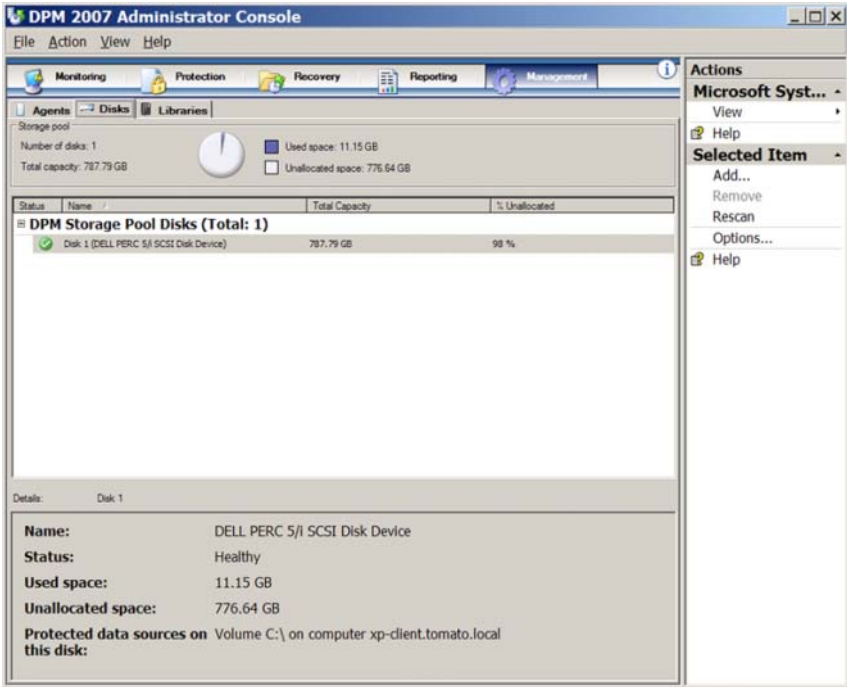 DPM 2007 Administrator Console
File Action View Help
Monitoring Protection Recovery Reporting Management
Agents Disks Libraries
Storage pool
Number of disks: 1
Used space: 11.15 GB
Total capacity: 787.79 GB
Unallocated space: 776.64 GB
Status Name Total Capacity % Unallocated
DPM Storage Pool Disks (Total: 1)
Disk 1 (DELL PERC 5/i SCSI Disk Device) 787.79 GB 98 %
Details: Disk 1
Name: DELL PERC 5/i SCSI Disk Device
Status: Healthy
Used space: 11.15 GB
Unallocated space: 776.64 GB
Protected data sources on Volume C:\ on computer xp-client.tomato.local
this disk:
Actions
Microsoft Syst...
View
Help
Selected Item
Add...
Remove
Rescan
Options...
Help